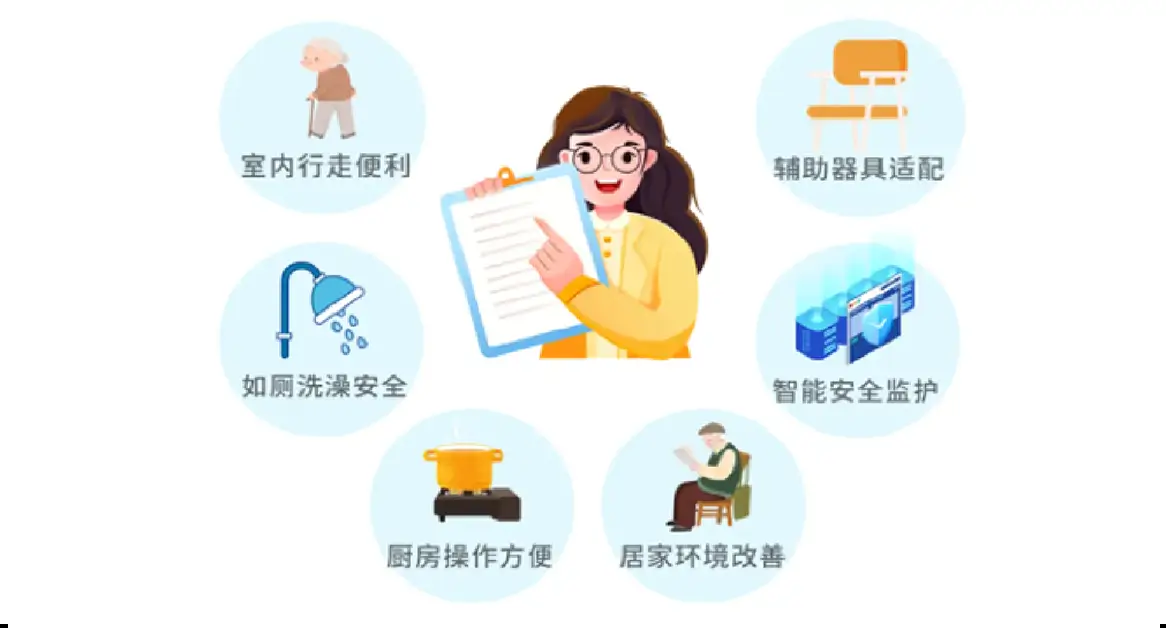 室内行走便利
辅助器具适配
如厕洗澡安全
智能安全监护
厨房操作方便
居家环境改善